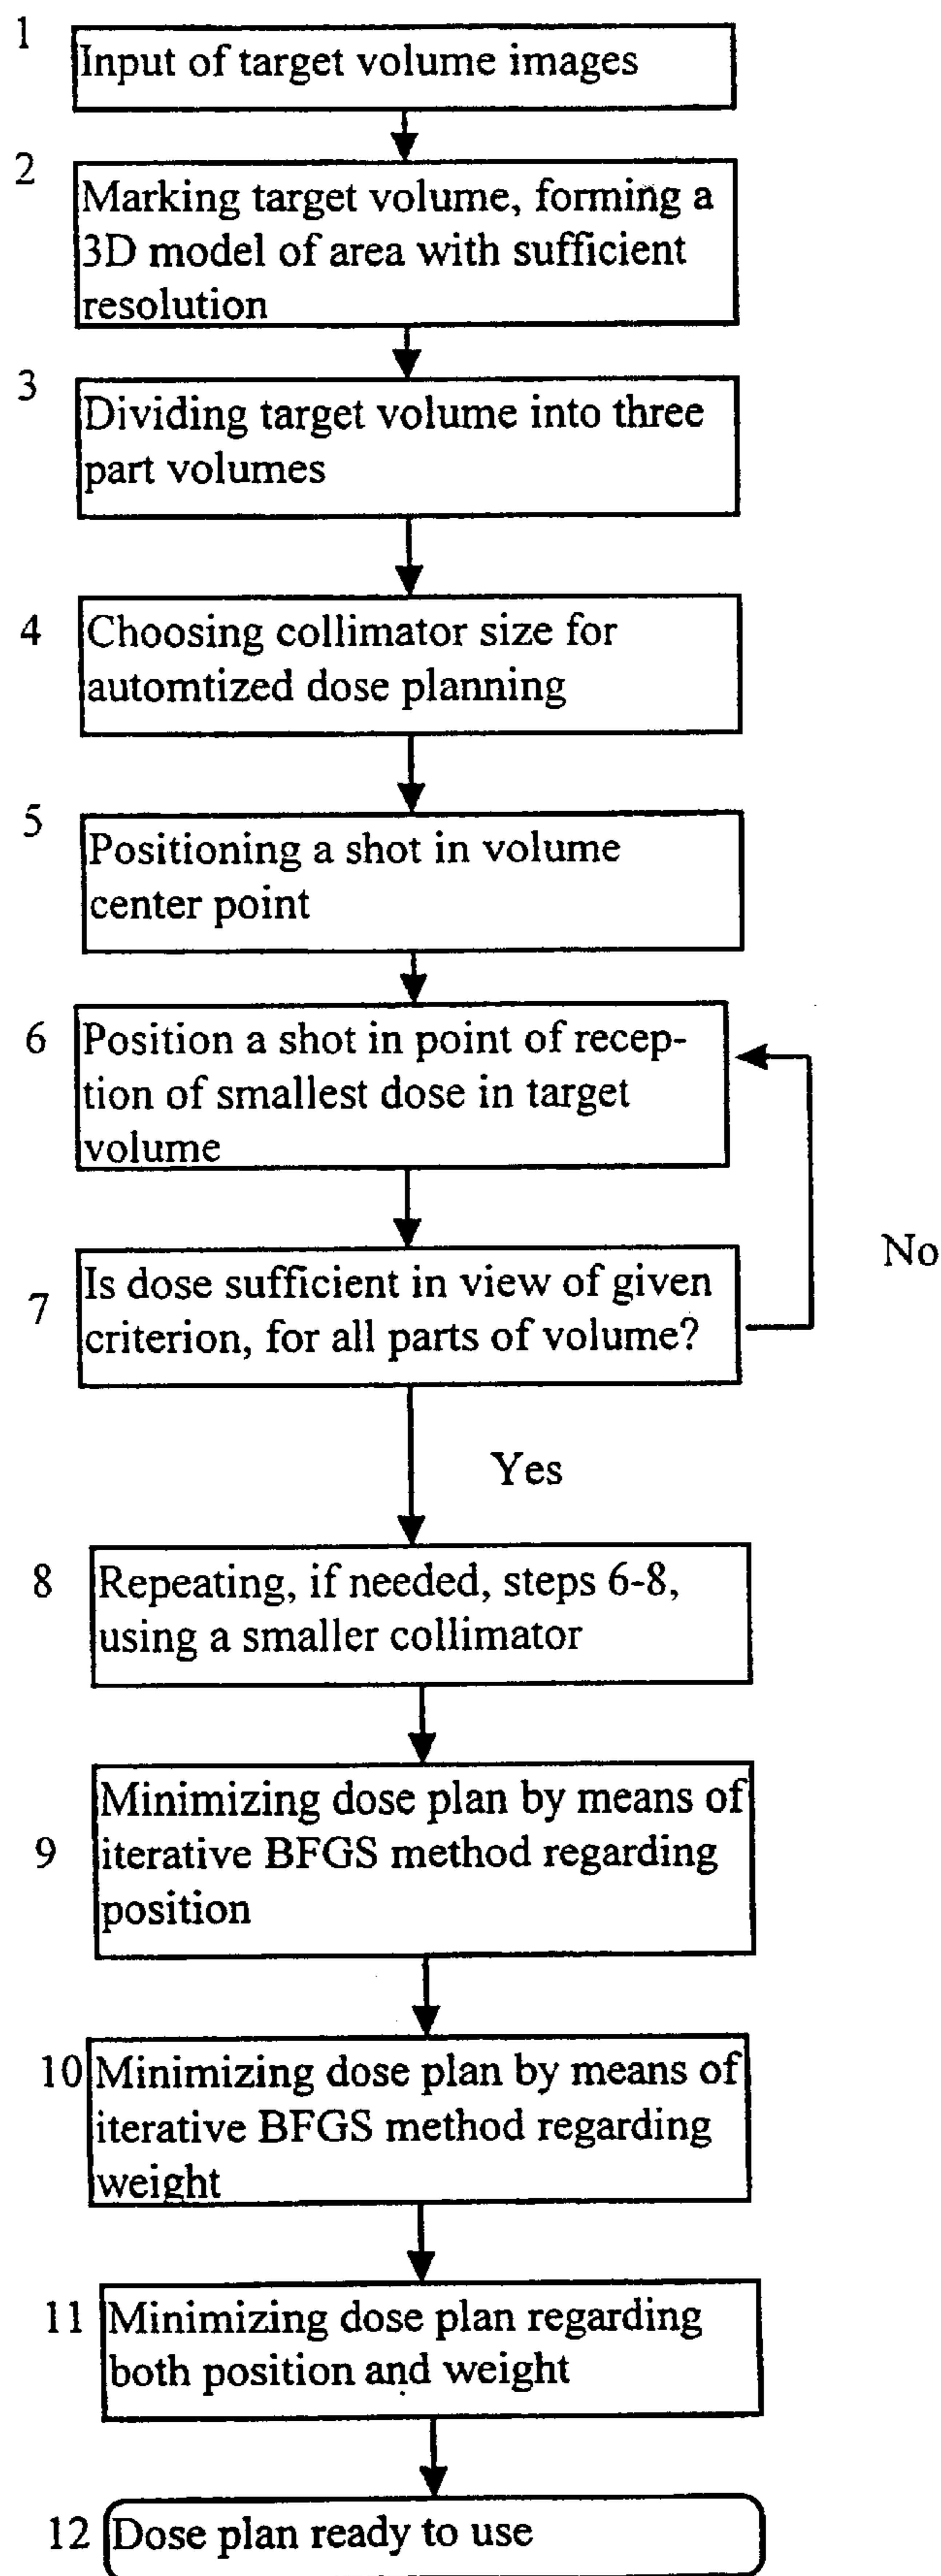 1
Input of target volume images
2
Marking target volume, forming a
3D model of area with sufficient
resolution
3
Dividing target volume into three
part volumes
4
Choosing collimator size for
automtized dose planning
5
Positioning a shot in volume
center point
6
Position a shot in point of recep-
tion of smallest dose in target
volume
No
7
Is dose sufficient in view of given
criterion, for all parts of volume?
Yes
8
Repeating, if needed, steps 6-8,
using a smaller collimator
9
Minimizing dose plan by means of
iterative BFGS method regarding
position
10
Minimizing dose plan by means of
iterative BFGS method regarding
weight
11
Minimizing dose plan regarding
both position and weight
12
Dose plan ready to use